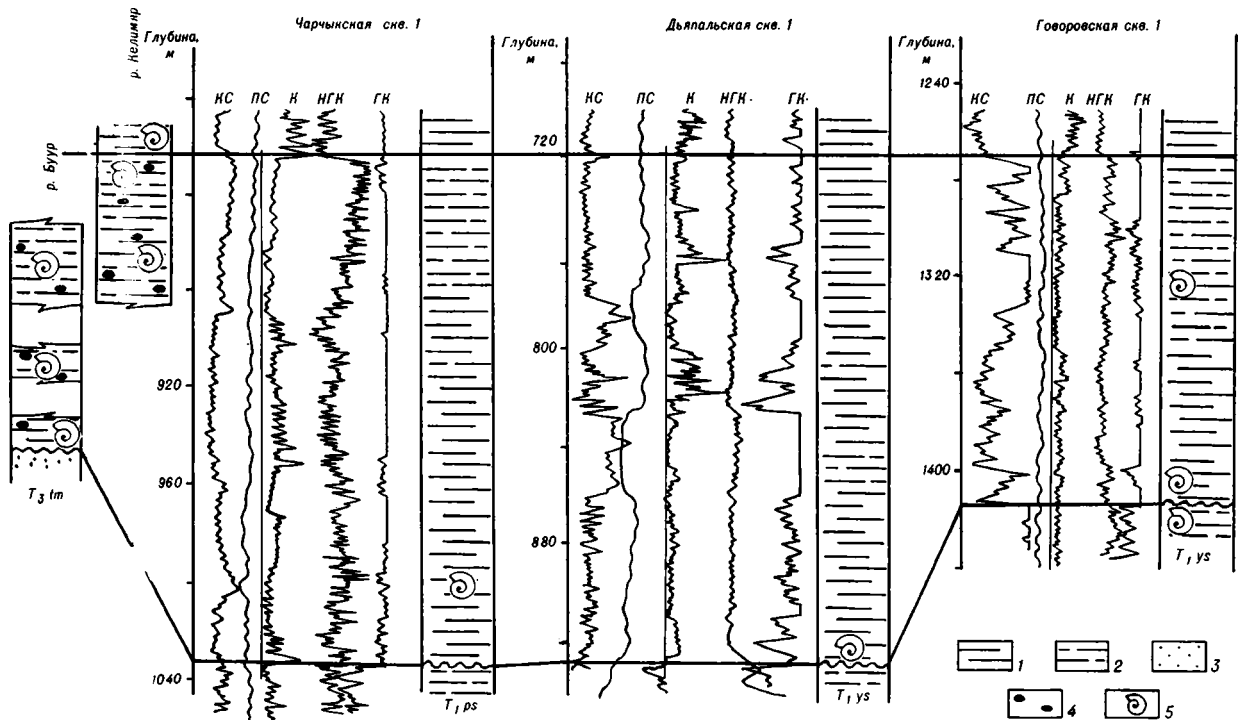 Чарчыкская скв. 1
Дьяпальская скв. 1
Говоровская скв. 1
р. Келимяр
р. Буур
Глубина, м
Глубина, м
Глубина, м
КС ПС К НГК ГК
КС ПС К НГК ГК
КС ПС К НГК ГК
920
960
1040
720
800
880
1240
1320
1400
T₃ tm
T₁ ps
T₁ ys
T₁ ys
1 2 3
4 5